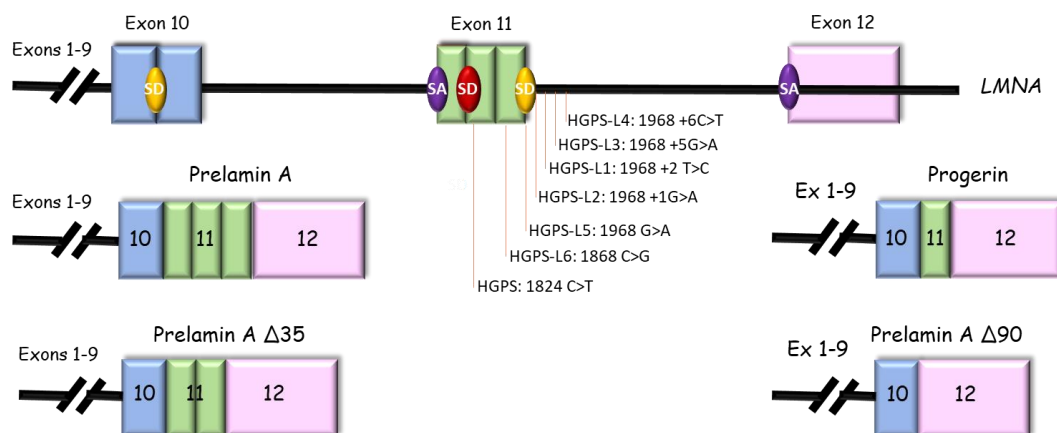 Exon 10
Exon 11
Exon 12
Exons 1-9
SD
SA
SD
SD
SA
LMNA
HGPS-L4: 1968 +6C>T
HGPS-L3: 1968 +5G>A
HGPS-L1: 1968 +2 T>C
HGPS-L2: 1968 +1G>A
HGPS-L5: 1968 G>A
HGPS-L6: 1868 C>G
HGPS: 1824 C>T
SD
Prelamin A
Exons 1-9
10
11
12
Progerin
Ex 1-9
10
11
12
Prelamin A Δ35
Exons 1-9
10
11
12
Prelamin A Δ90
Ex 1-9
10
12